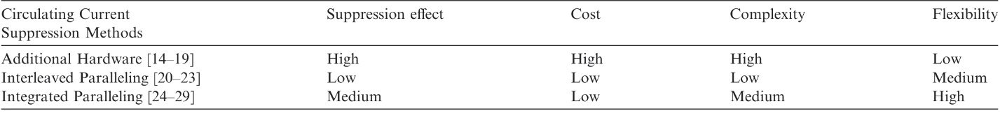 Circulating Current Suppression effect Cost Complexity Flexibility
Suppression Methods
Additional Hardware [14–19] High High High Low
Interleaved Paralleling [20–23] Low Low Low Medium
Integrated Paralleling [24–29] Medium Low Medium High